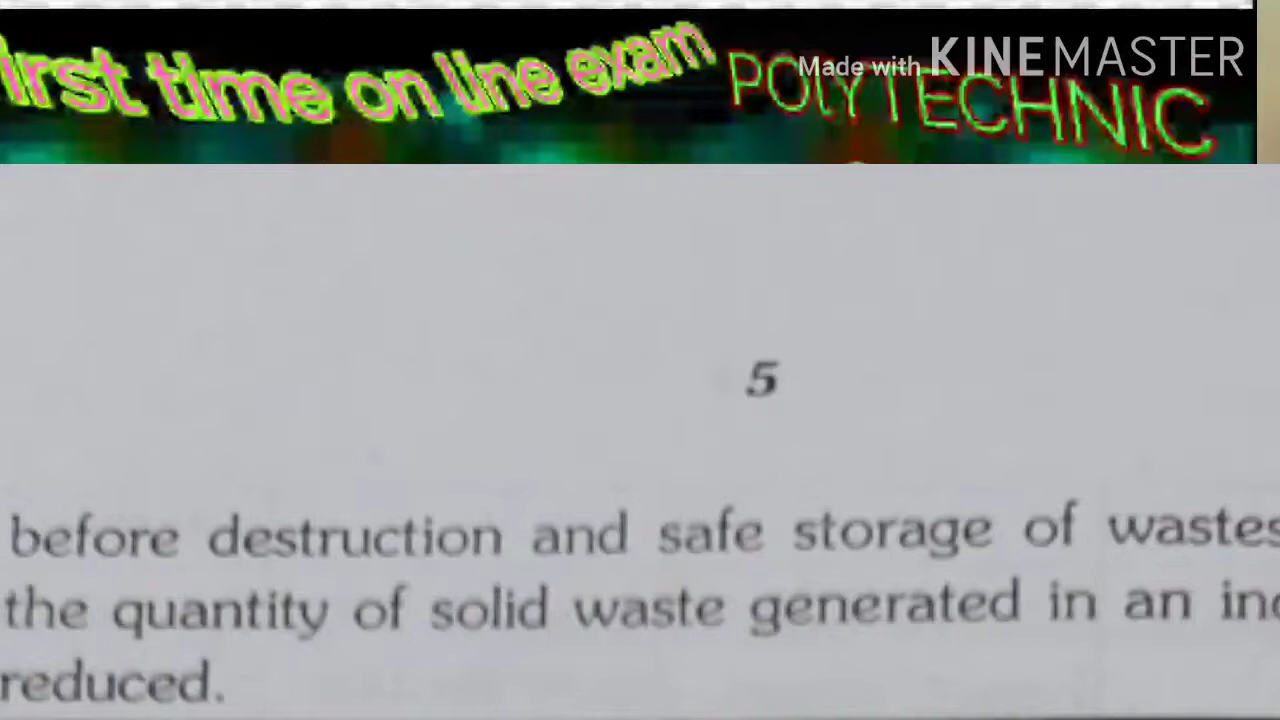 irst time on line exam
Made with KINEMASTER
POLYTECHNIC
5
before destruction and safe storage of wastes
the quantity of solid waste generated in an
reduced.